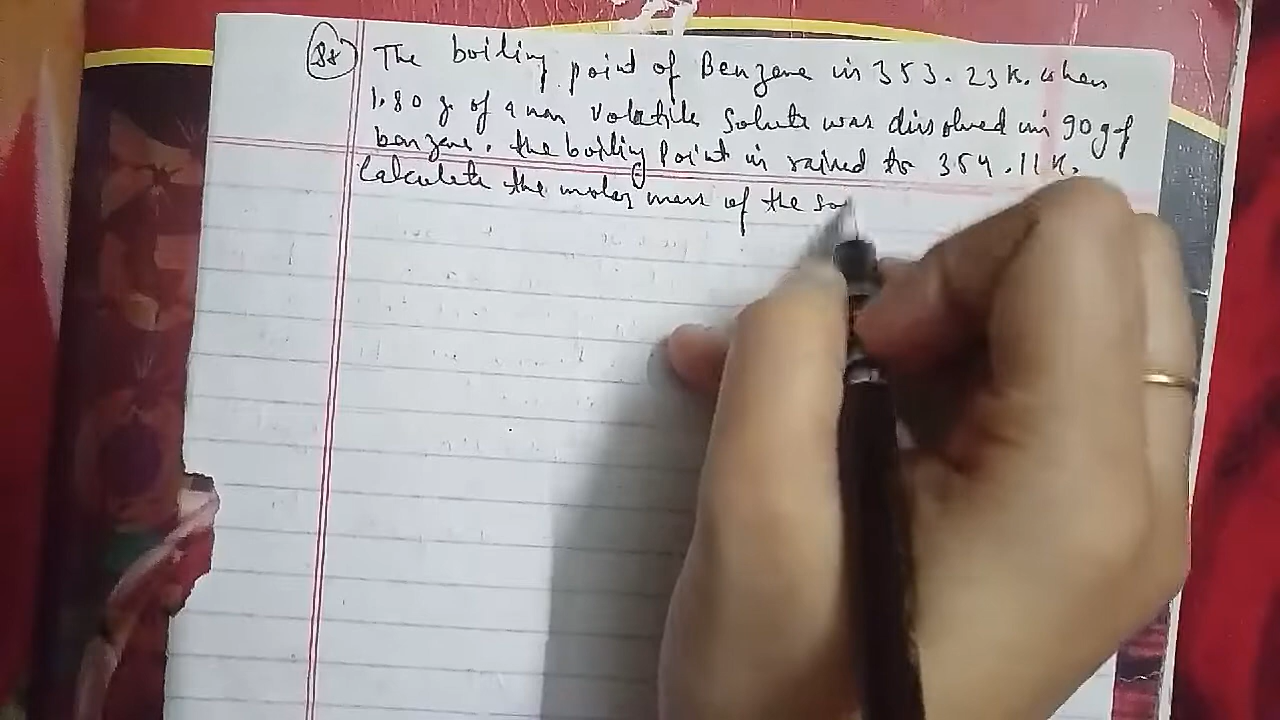 The boiling point of Benzene is 353.23 K. when
1.80 g of a non volatile solute was dissolved in 90 g of
benzene. the boiling point is raised to 354.11 K.
Calculate the molar mass of the so